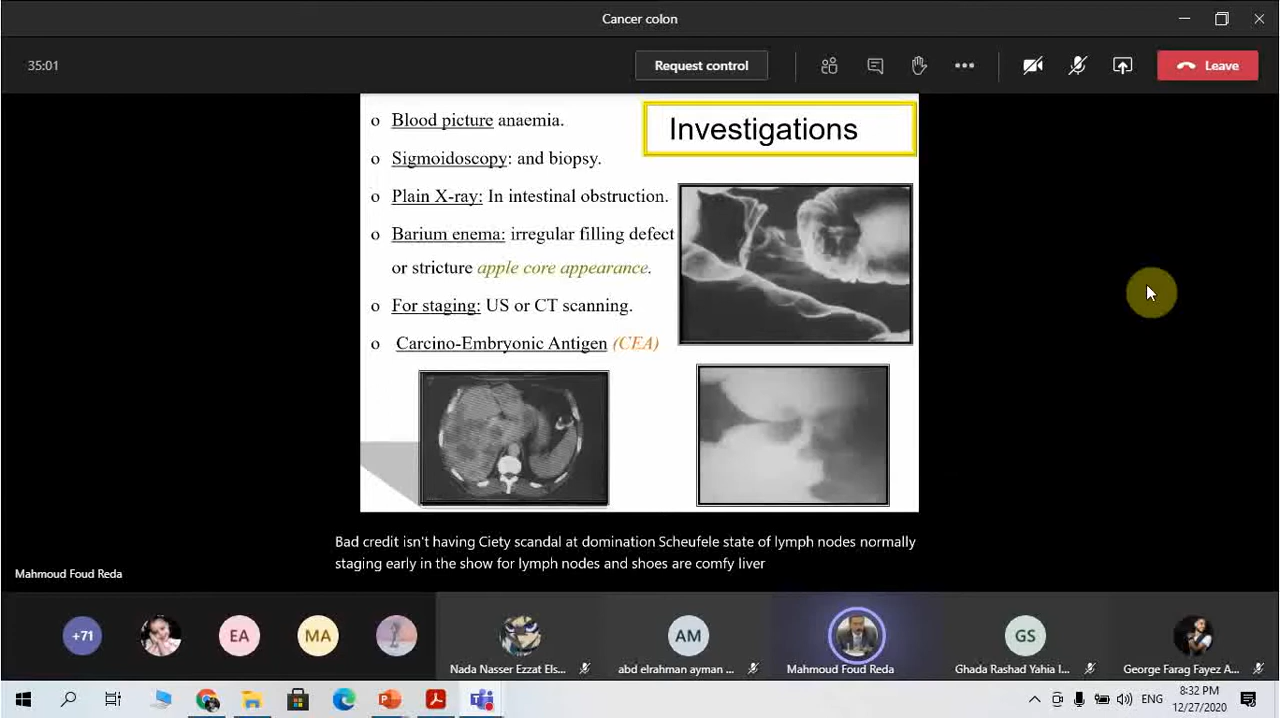 Cancer colon
35:01
Request control
Leave
Investigations
o Blood picture anaemia.
o Sigmoidoscopy: and biopsy.
o Plain X-ray: In intestinal obstruction.
o Barium enema: irregular filling defect
or stricture apple core appearance.
o For staging: US or CT scanning.
o Carcino-Embryonic Antigen (CEA)
Bad credit isn't having Ciety scandal at domination Scheufele state of lymph nodes normally
staging early in the show for lymph nodes and shoes are comfy liver
Mahmoud Foud Reda
+71
EA
MA
AM
GS
Nada Nasser Ezzat Els...
abd elrahman ayman ...
Mahmoud Foud Reda
Ghada Rashad Yahia I...
George Farag Fayez A...
ENG
8:32 PM
12/27/2020